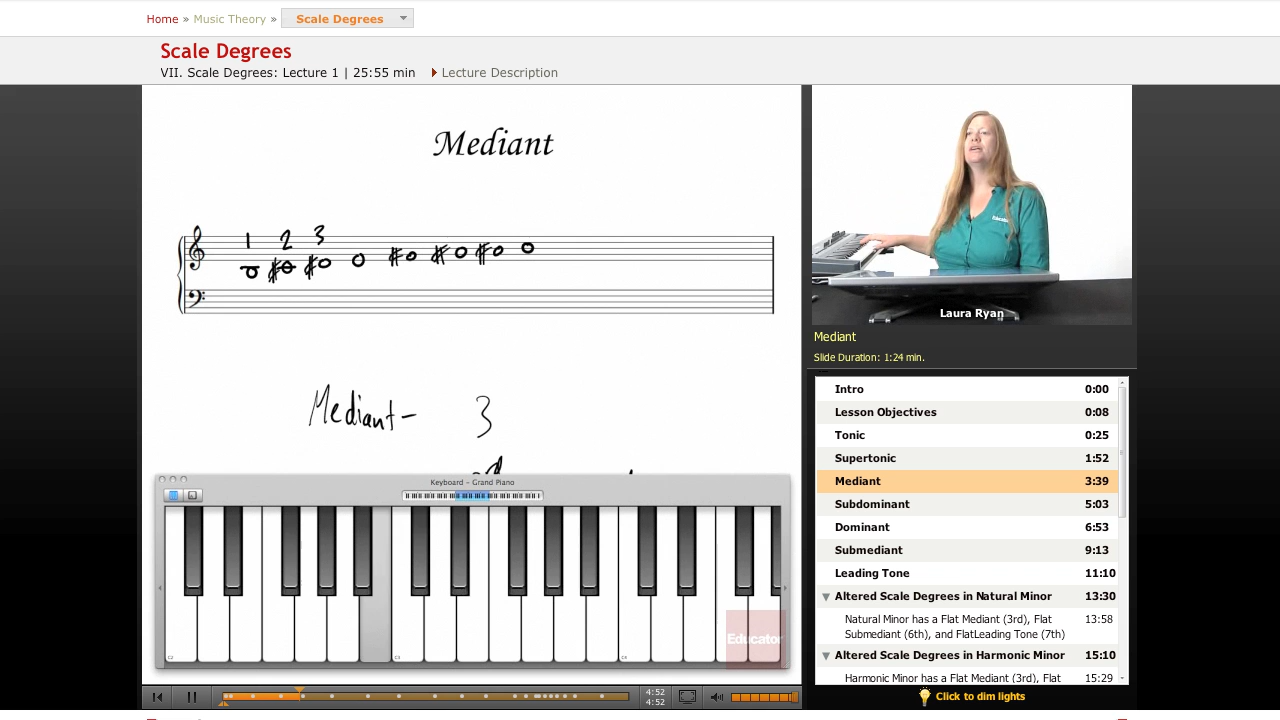 Home » Music Theory » Scale Degrees
Scale Degrees
VII. Scale Degrees: Lecture 1 | 25:55 min Lecture Description
Mediant
1 2 3
Mediant - 3
Keyboard - Grand Piano
C2 C3 C4
Educator
4:52
4:52
Laura Ryan
Mediant
Slide Duration: 1:24 min.
Intro 0:00
Lesson Objectives 0:08
Tonic 0:25
Supertonic 1:52
Mediant 3:39
Subdominant 5:03
Dominant 6:53
Submediant 9:13
Leading Tone 11:10
Altered Scale Degrees in Natural Minor 13:30
Natural Minor has a Flat Mediant (3rd), Flat 13:58
Submediant (6th), and FlatLeading Tone (7th)
Altered Scale Degrees in Harmonic Minor 15:10
Harmonic Minor has a Flat Mediant (3rd), Flat 15:29
Click to dim lights